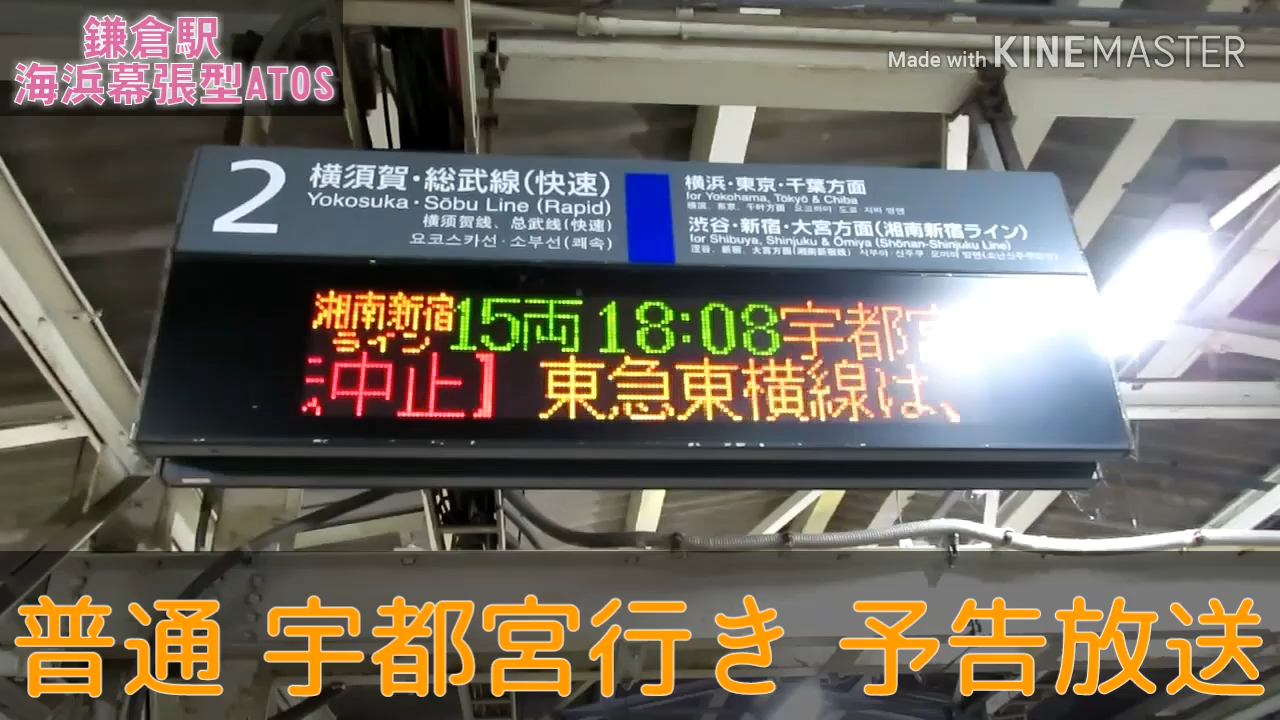 鎌倉駅
海浜幕張型ATOS
Made with KINEMASTER
2
横須賀・総武線(快速)
Yokosuka・Sōbu Line (Rapid)
横须贺线、总武线(快速)
요코스카선・소부선(쾌속)
横浜・東京・千葉方面
for Yokohama, Tōkyō & Chiba
渋谷・新宿・大宮方面(湘南新宿ライン)
for Shibuya, Shinjuku & Ōmiya (Shōnan-Shinjuku Line)
湘南新宿ライン 15両 18:08 宇都
中止】 東急東横線は、
普通 宇都宮行き 予告放送